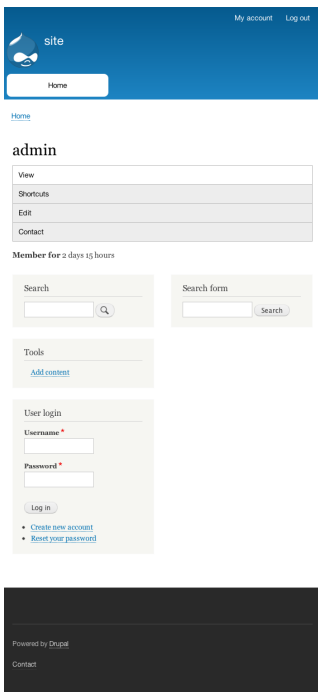 My account Log out
site
Home
Home
admin
View
Shortcuts
Edit
Contact
Member for 2 days 15 hours
Search
Search form
Search
Tools
Add content
User login
Username *
Password *
Log in
Create new account
Reset your password
Powered by Drupal
Contact